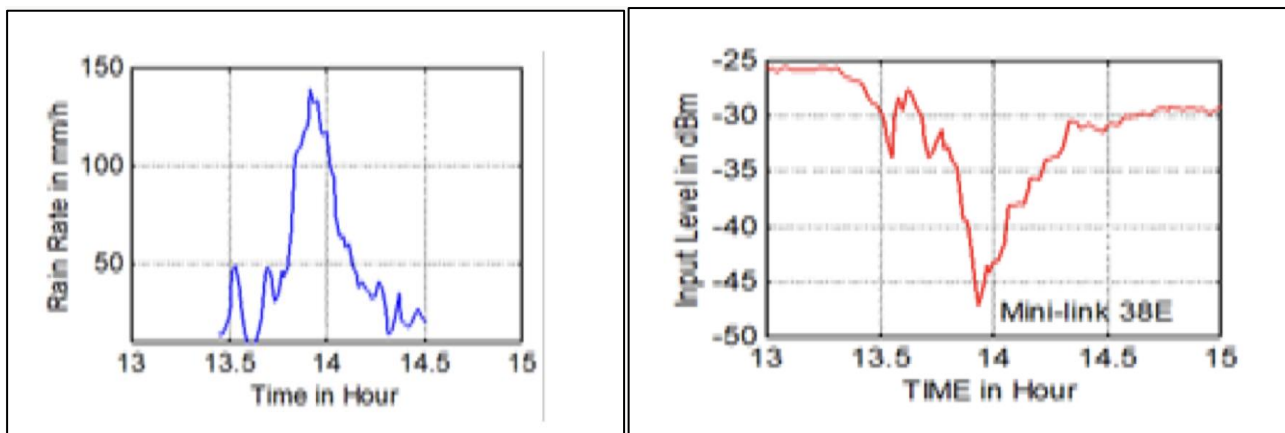 150
100
50
Rain Rate in mm/h
13 13.5 14 14.5 15
Time in Hour
-25
-30
-35
-40
-45
-50
Input Level in dBm
Mini-link 38E
13 13.5 14 14.5 15
TIME in Hour